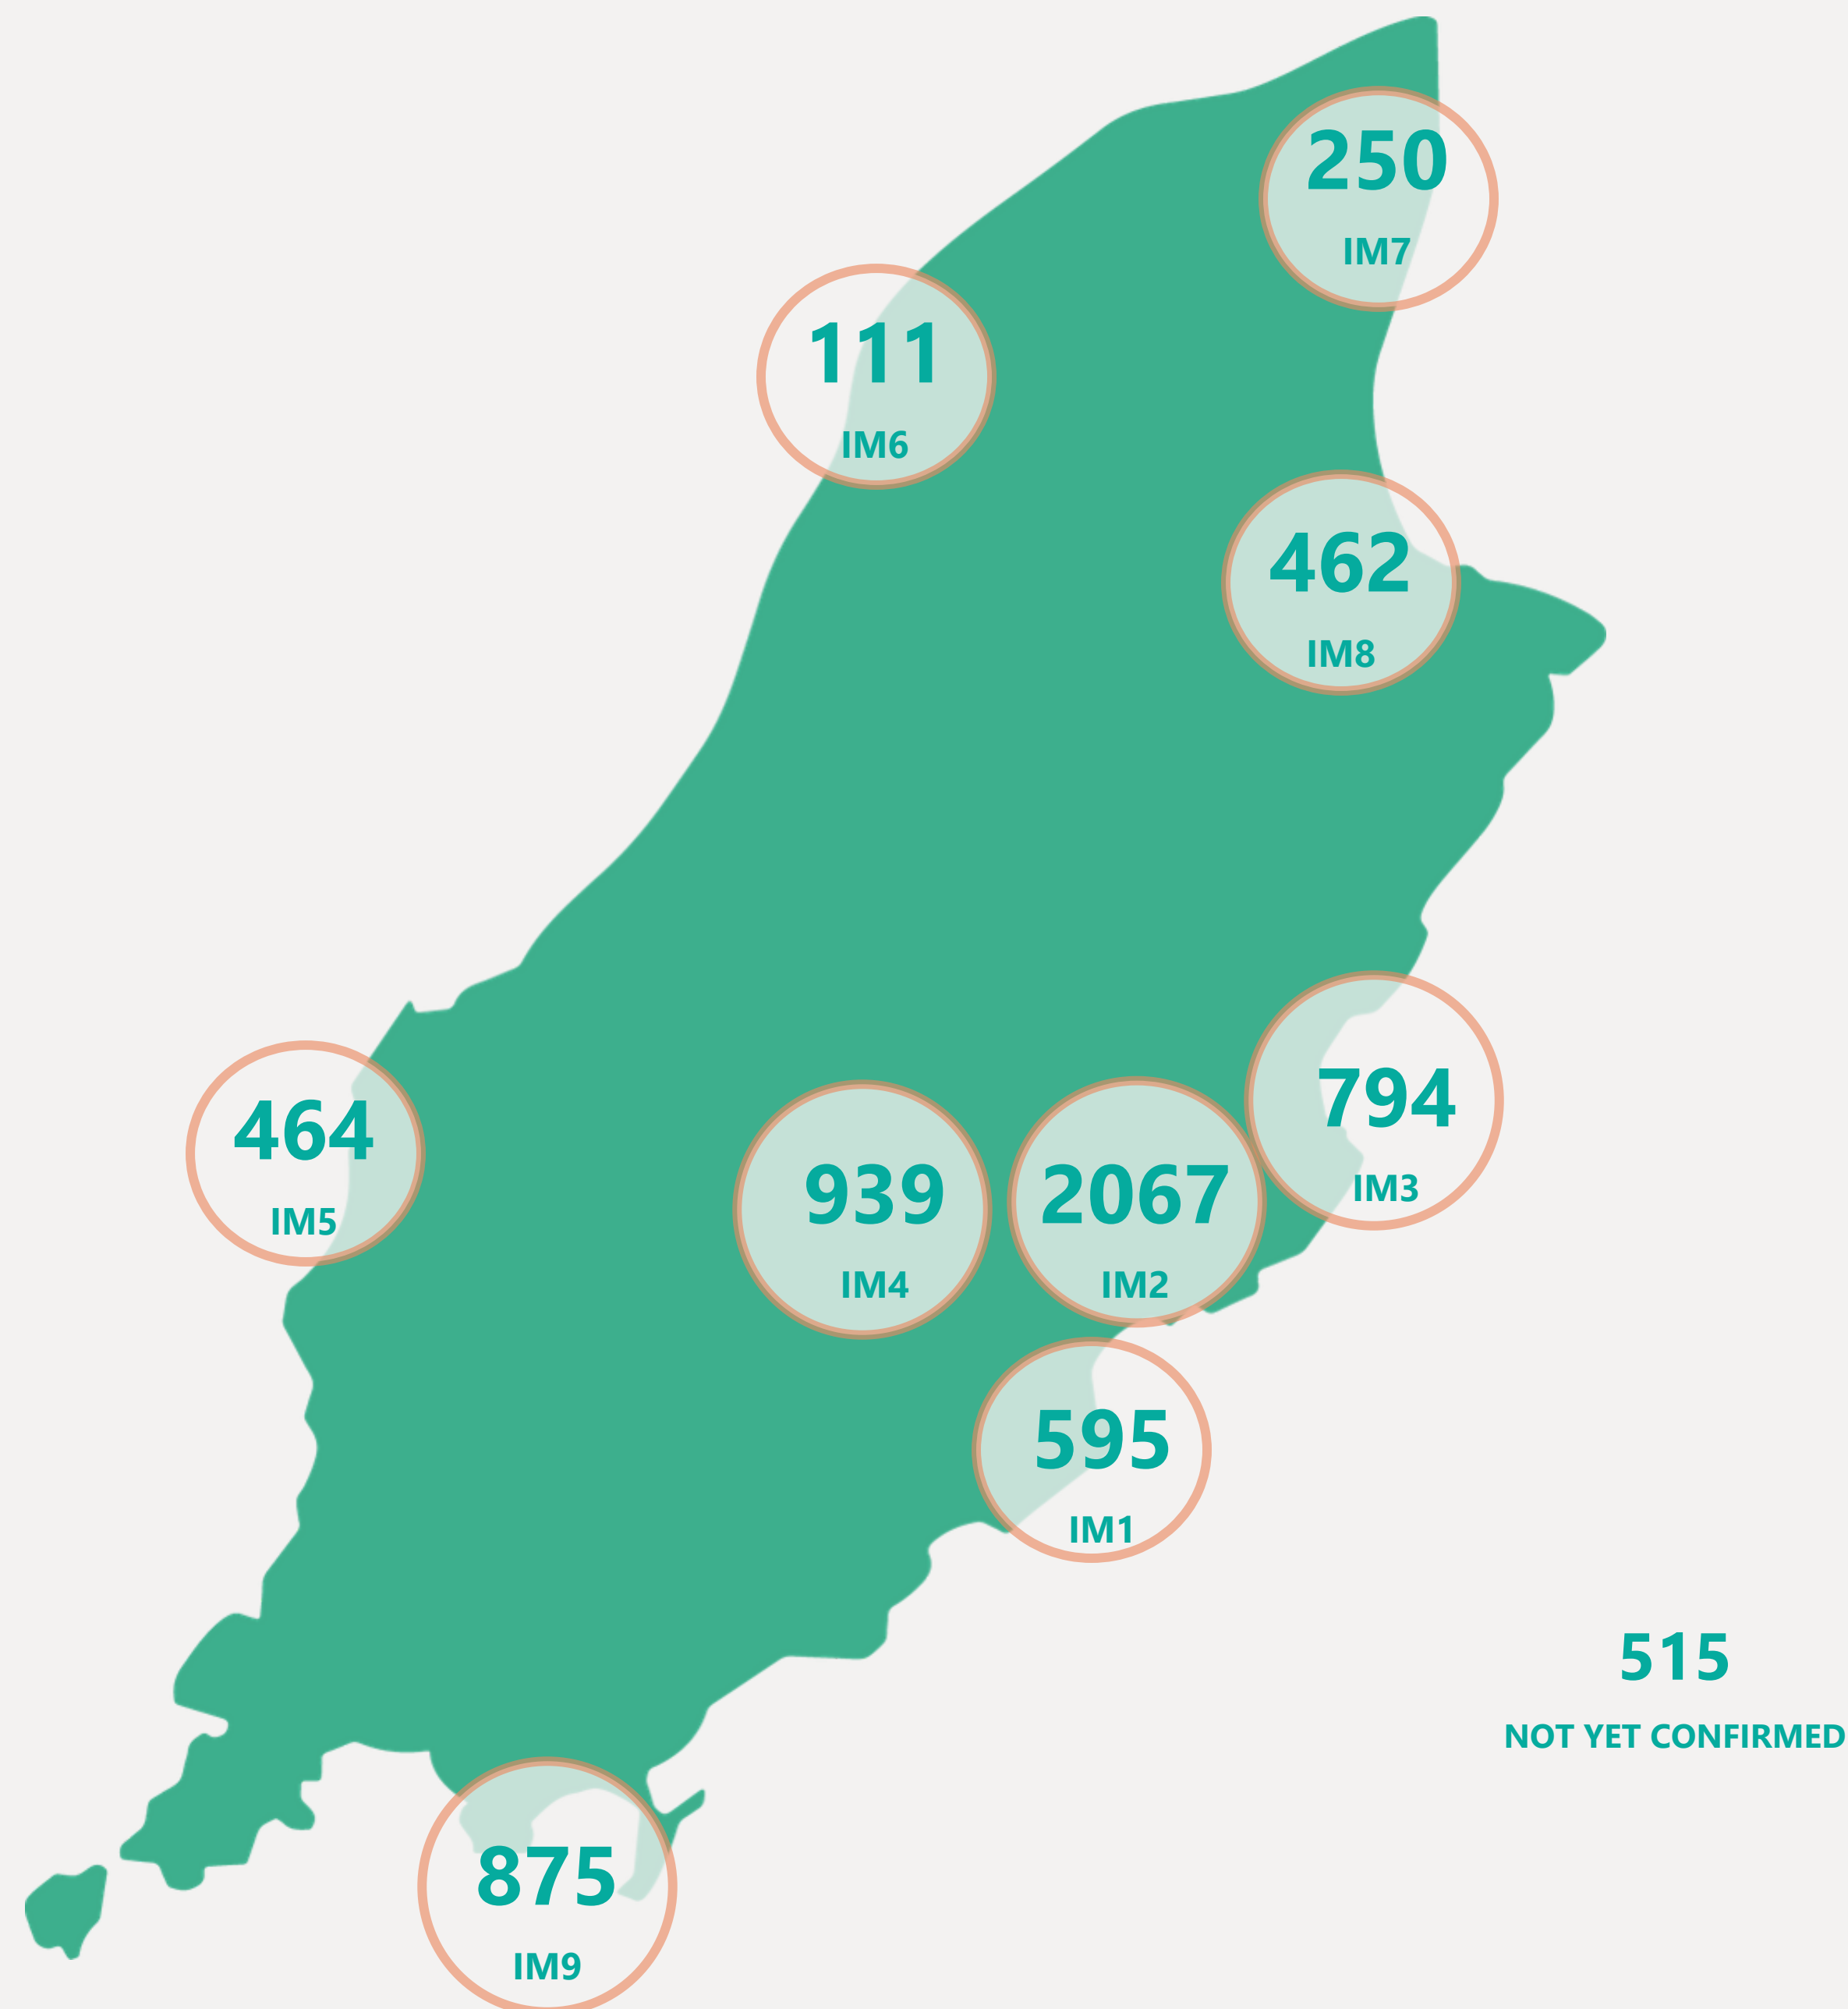 250
IM7
111
IM6
462
IM8
794
IM3
464
IM5
939
IM4
2067
IM2
595
IM1
515
NOT YET CONFIRMED
875
IM9